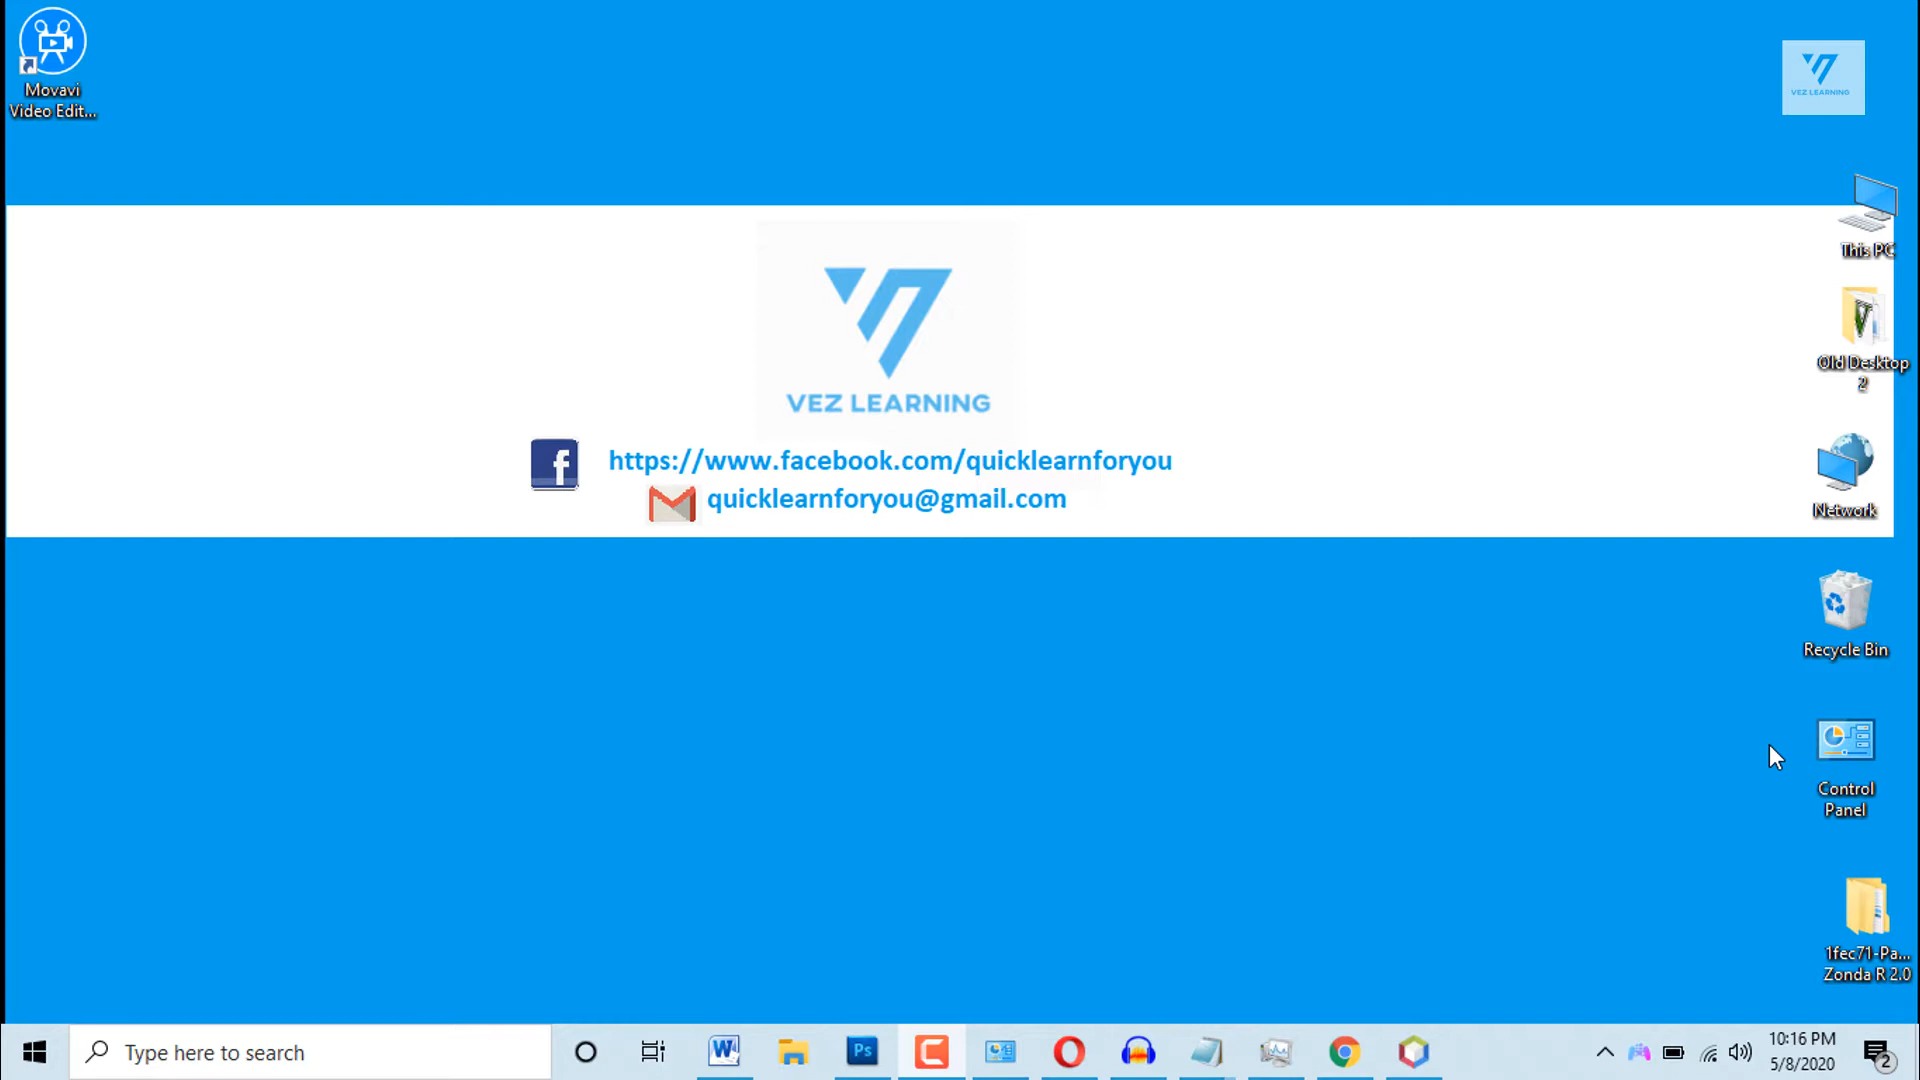 Movavi
Video Edit...
VEZ LEARNING
This PC
VEZ LEARNING
Old Desktop
2
https://www.facebook.com/quicklearnforyou
quicklearnforyou@gmail.com
Network
Recycle Bin
Control
Panel
1fec71-Pa...
Zonda R 2.0
Type here to search
W
Ps
10:16 PM
5/8/2020
2